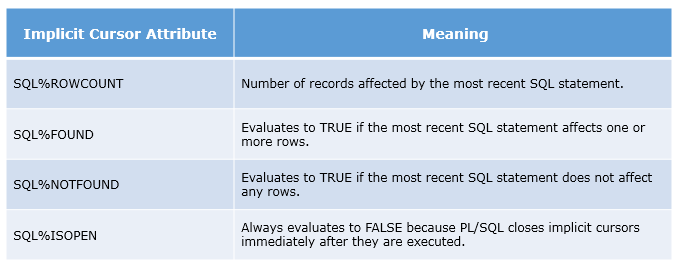 Implicit Cursor Attribute
Meaning
SQL%ROWCOUNT
Number of records affected by the most recent SQL statement.
SQL%FOUND
Evaluates to TRUE if the most recent SQL statement affects one or
more rows.
SQL%NOTFOUND
Evaluates to TRUE if the most recent SQL statement does not affect
any rows.
SQL%ISOPEN
Always evaluates to FALSE because PL/SQL closes implicit cursors
immediately after they are executed.